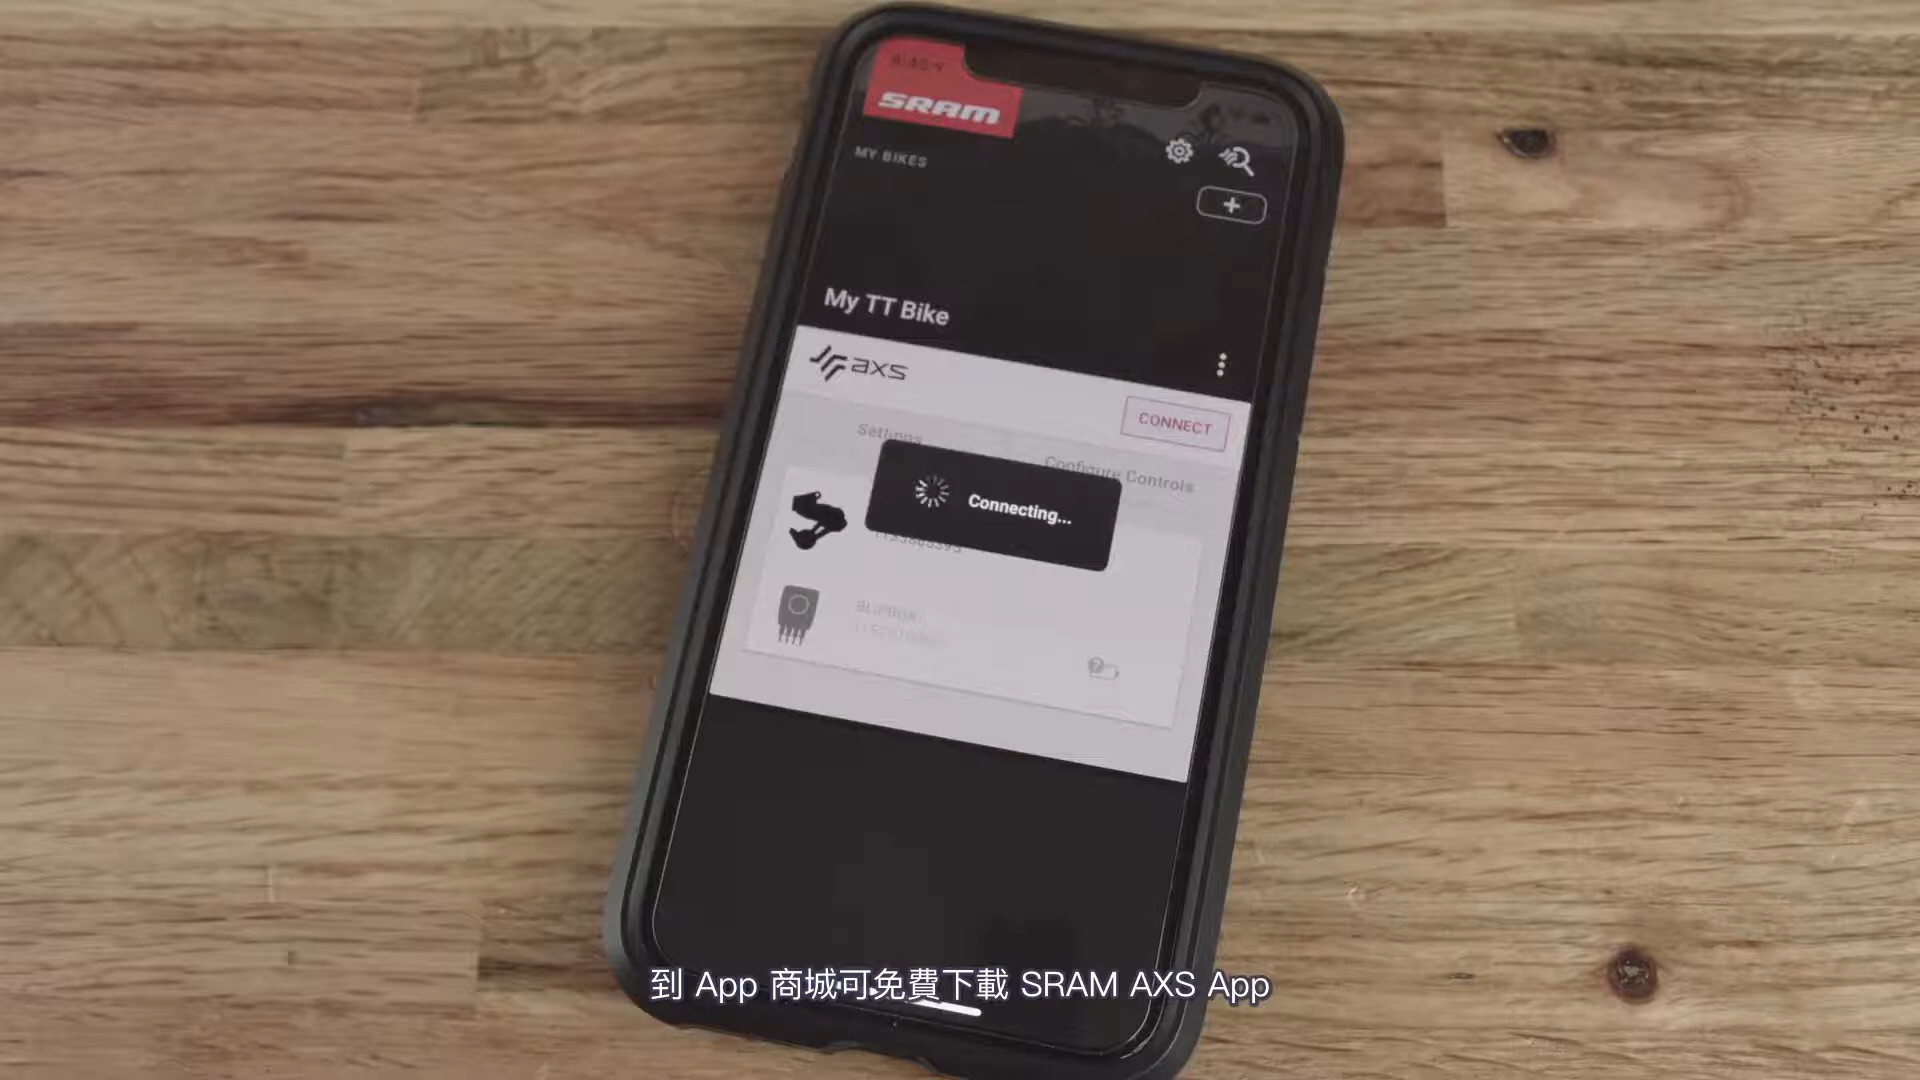 SRAM
MY BIKES
+
My TT Bike
axs
CONNECT
Settings
Configure Controls
Connecting...
到 App 商城可免費下載 SRAM AXS App